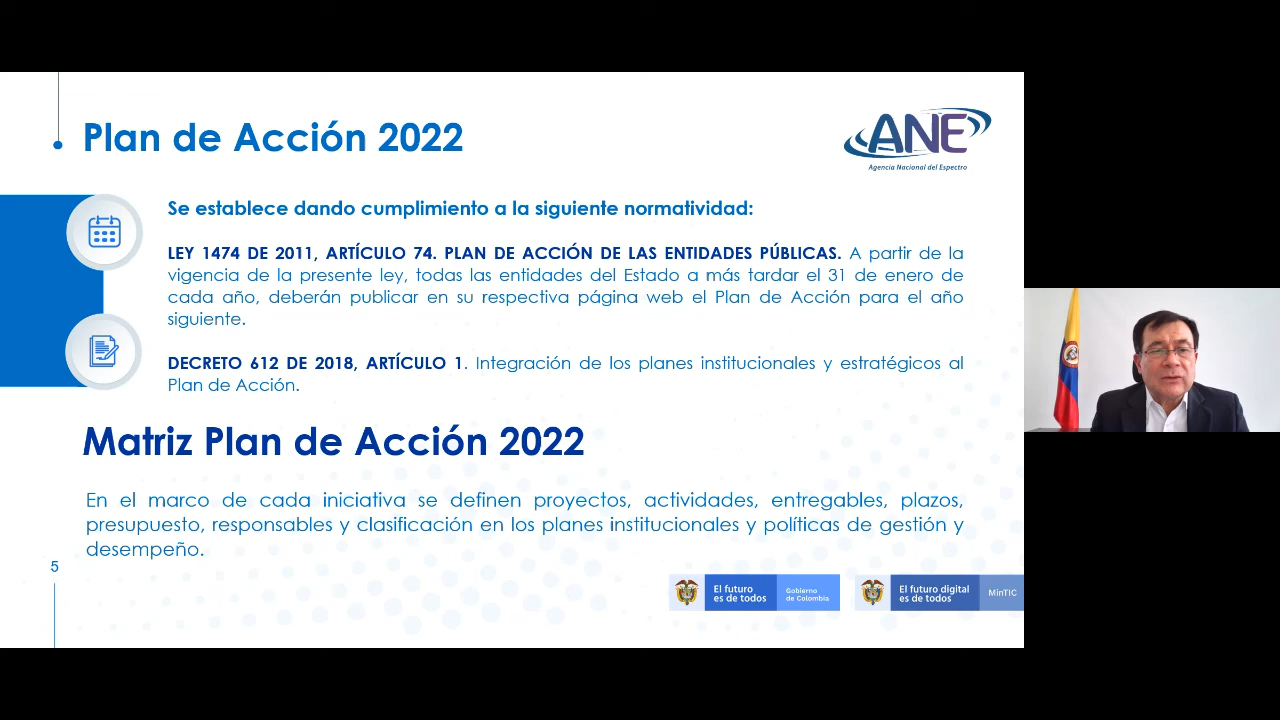 Plan de Acción 2022
ANE
Agencia Nacional del Espectro
Se establece dando cumplimiento a la siguiente normatividad:
LEY 1474 DE 2011, ARTÍCULO 74. PLAN DE ACCIÓN DE LAS ENTIDADES PÚBLICAS. A partir de la
vigencia de la presente ley, todas las entidades del Estado a más tardar el 31 de enero de
cada año, deberán publicar en su respectiva página web el Plan de Acción para el año
siguiente.
DECRETO 612 DE 2018, ARTÍCULO 1. Integración de los planes institucionales y estratégicos al
Plan de Acción.
Matriz Plan de Acción 2022
En el marco de cada iniciativa se definen proyectos, actividades, entregables, plazos,
presupuesto, responsables y clasificación en los planes institucionales y políticas de gestión y
desempeño.
5
El futuro
es de todos
Gobierno
de Colombia
El futuro digital
es de todos
MinTIC